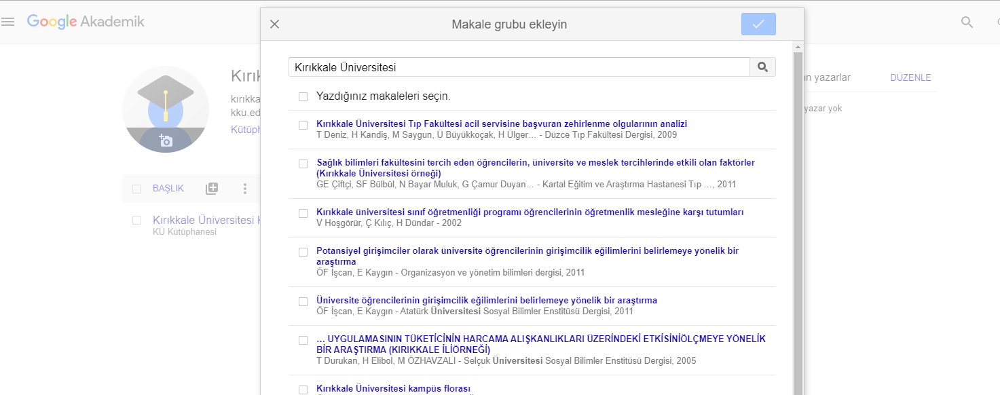 Google Akademik
Makale grubu ekleyin
Kırıkkale Üniversitesi
Yazdığınız makaleleri seçin.
Kırıkkale Üniversitesi Tıp Fakültesi acil servisine başvuran zehirlenme olgularının analizi
T Deniz, H Kandiş, M Saygun, Ü Büyükkoçak, H Ülger… - Düzce Tıp Fakültesi Dergisi, 2009
Sağlık bilimleri fakültesini tercih eden öğrencilerin, üniversite ve meslek tercihlerinde etkili olan faktörler
(Kırıkkale Üniversitesi örneği)
GE Çiftçi, SF Bülbül, N Bayar Muluk, G Çamur Duyan… - Kartal Eğitim ve Araştırma Hastanesi Tıp …, 2011
Kırıkkale üniversitesi sınıf öğretmenliği programı öğrencilerinin öğretmenlik mesleğine karşı tutumları
V Hoşgörür, Ç Kılıç, H Dündar - 2002
Potansiyel girişimciler olarak üniversite öğrencilerinin girişimcilik eğilimlerini belirlemeye yönelik bir
araştırma
ÖF İşcan, E Kaygın - Organizasyon ve yönetim bilimleri dergisi, 2011
Üniversite öğrencilerinin girişimcilik eğilimlerini belirlemeye yönelik bir araştırma
ÖF İşcan, E Kaygın - Atatürk Üniversitesi Sosyal Bilimler Enstitüsü Dergisi, 2011
… UYGULAMASININ TÜKETİCİNİN HARCAMA ALIŞKANLIKLARI ÜZERİNDEKİ ETKİSİNİÖLÇMEYE YÖNELİK
BİR ARAŞTIRMA (KIRIKKALE İLİÖRNEĞİ)
T Durukan, H Elibol, M ÖZHAVZALI - Selçuk Üniversitesi Sosyal Bilimler Enstitüsü Dergisi, 2005
Kırıkkale Üniversitesi kampüs florası
Kırık
kırıkka
kku.ed
Kütüph
BAŞLIK
Kırıkkale Üniversitesi K
KÜ Kütüphanesi
an yazarlar
DÜZENLE
yazar yok